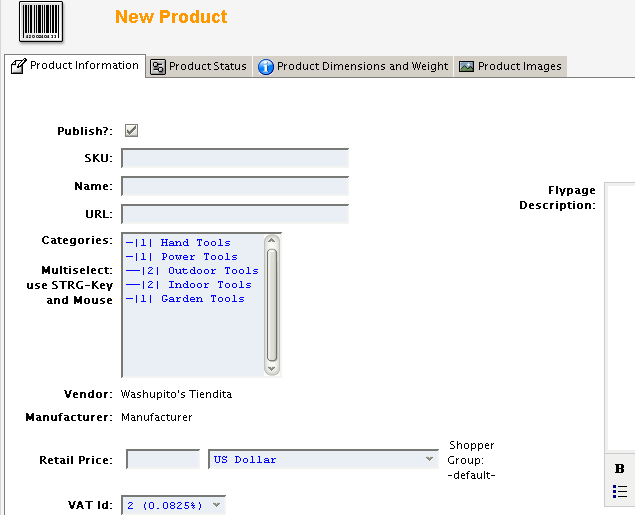 New Product
Product Information
Product Status
Product Dimensions and Weight
Product Images
Publish?:
SKU:
Name:
URL:
Flypage
Description:
Categories:
Multiselect:
use STRG-Key
and Mouse
—|1| Hand Tools
—|1| Power Tools
——|2| Outdoor Tools
——|2| Indoor Tools
—|1| Garden Tools
Vendor: Washupito's Tiendita
Manufacturer: Manufacturer
Retail Price:
US Dollar
Shopper
Group:
-default-
VAT Id: 2 (0.0825%)
B